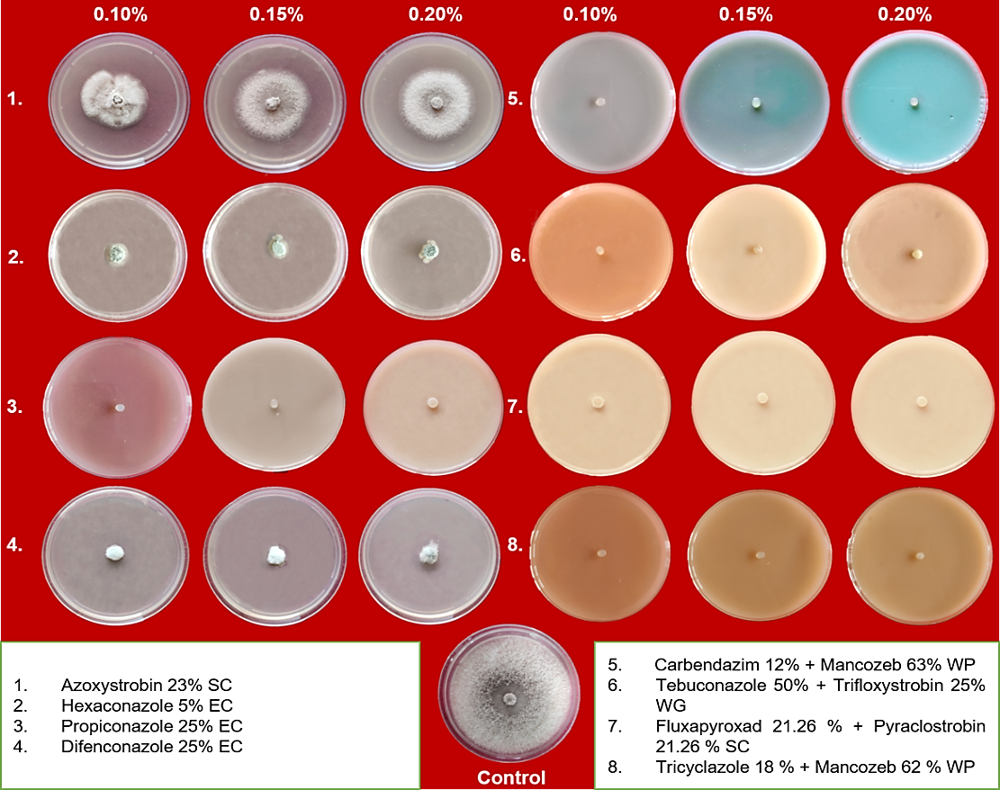 0.10% 0.15% 0.20% 0.10% 0.15% 0.20%
1. 5.
2. 6.
3. 7.
4. 8.
1. Azoxystrobin 23% SC
2. Hexaconazole 5% EC
3. Propiconazole 25% EC
4. Difenconazole 25% EC
Control
5. Carbendazim 12% + Mancozeb 63% WP
6. Tebuconazole 50% + Trifloxystrobin 25%
WG
7. Fluxapyroxad 21.26 % + Pyraclostrobin
21.26 % SC
8. Tricyclazole 18 % + Mancozeb 62 % WP